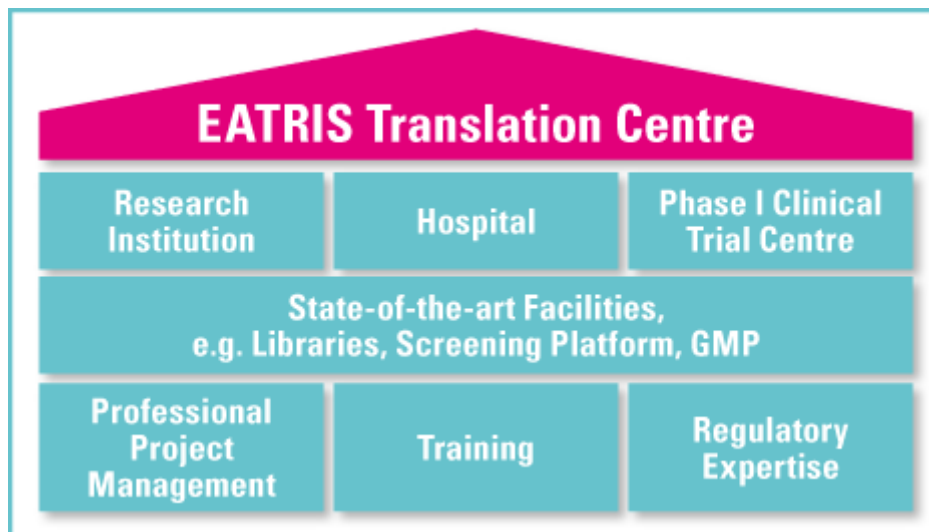 EATRIS Translation Centre
Research
Institution
Hospital
Phase I Clinical
Trial Centre
State-of-the-art Facilities,
e.g. Libraries, Screening Platform, GMP
Professional
Project
Management
Training
Regulatory
Expertise